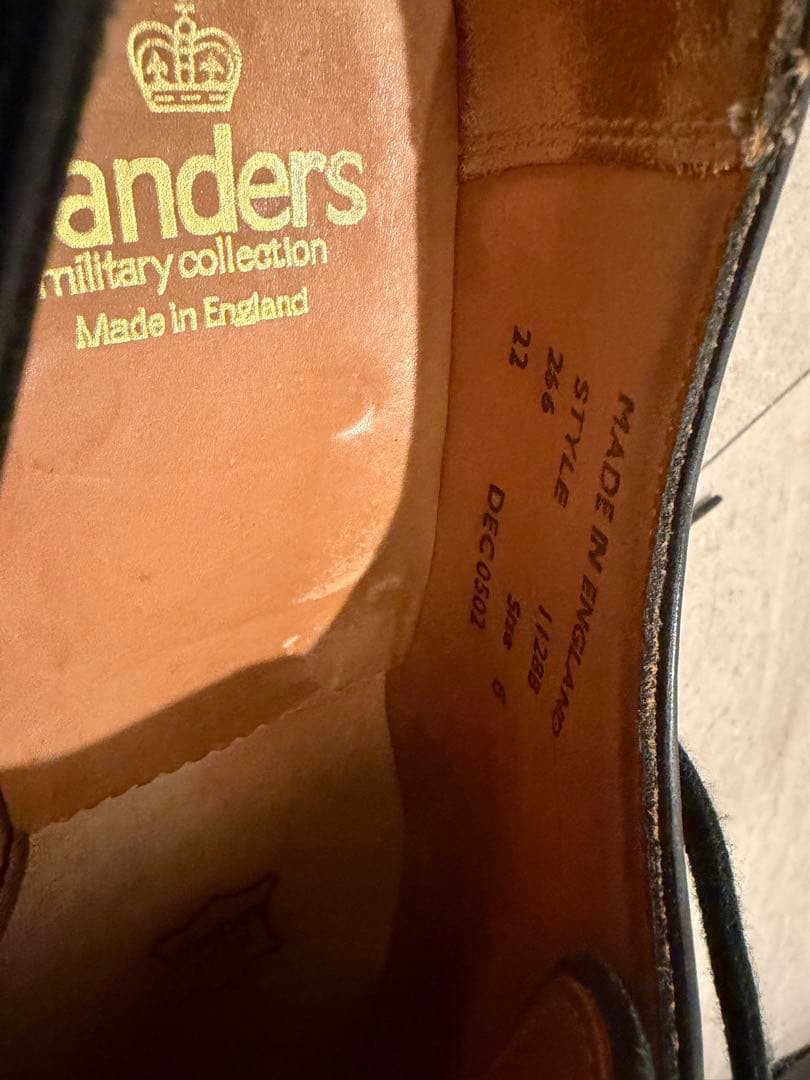 anders
military collection
Made in England
MADE IN ENGLAND
STYLE 1128B
266 Size 6
22 DEC0502